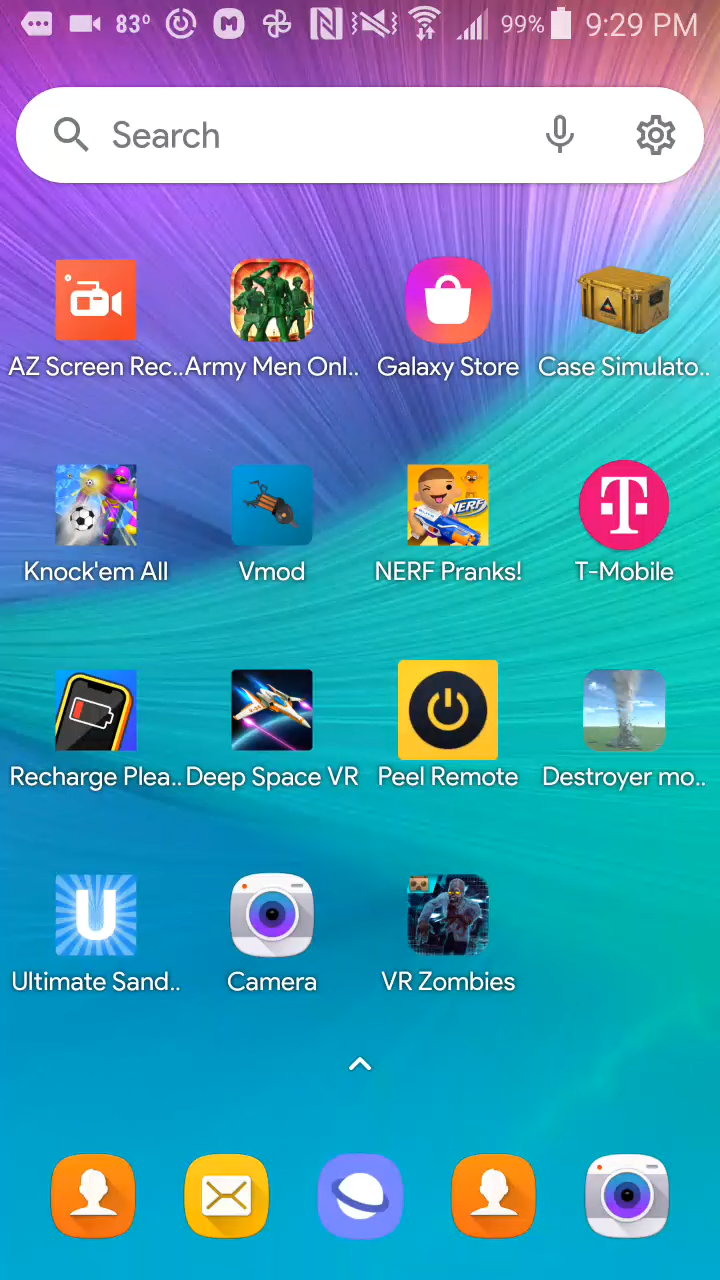 83° 99% 9:29 PM
Search
AZ Screen Rec.. Army Men Onl.. Galaxy Store Case Simulato..
NERF
Knock'em All Vmod NERF Pranks! T-Mobile
Recharge Plea.. Deep Space VR Peel Remote Destroyer mo..
U
Ultimate Sand.. Camera VR Zombies